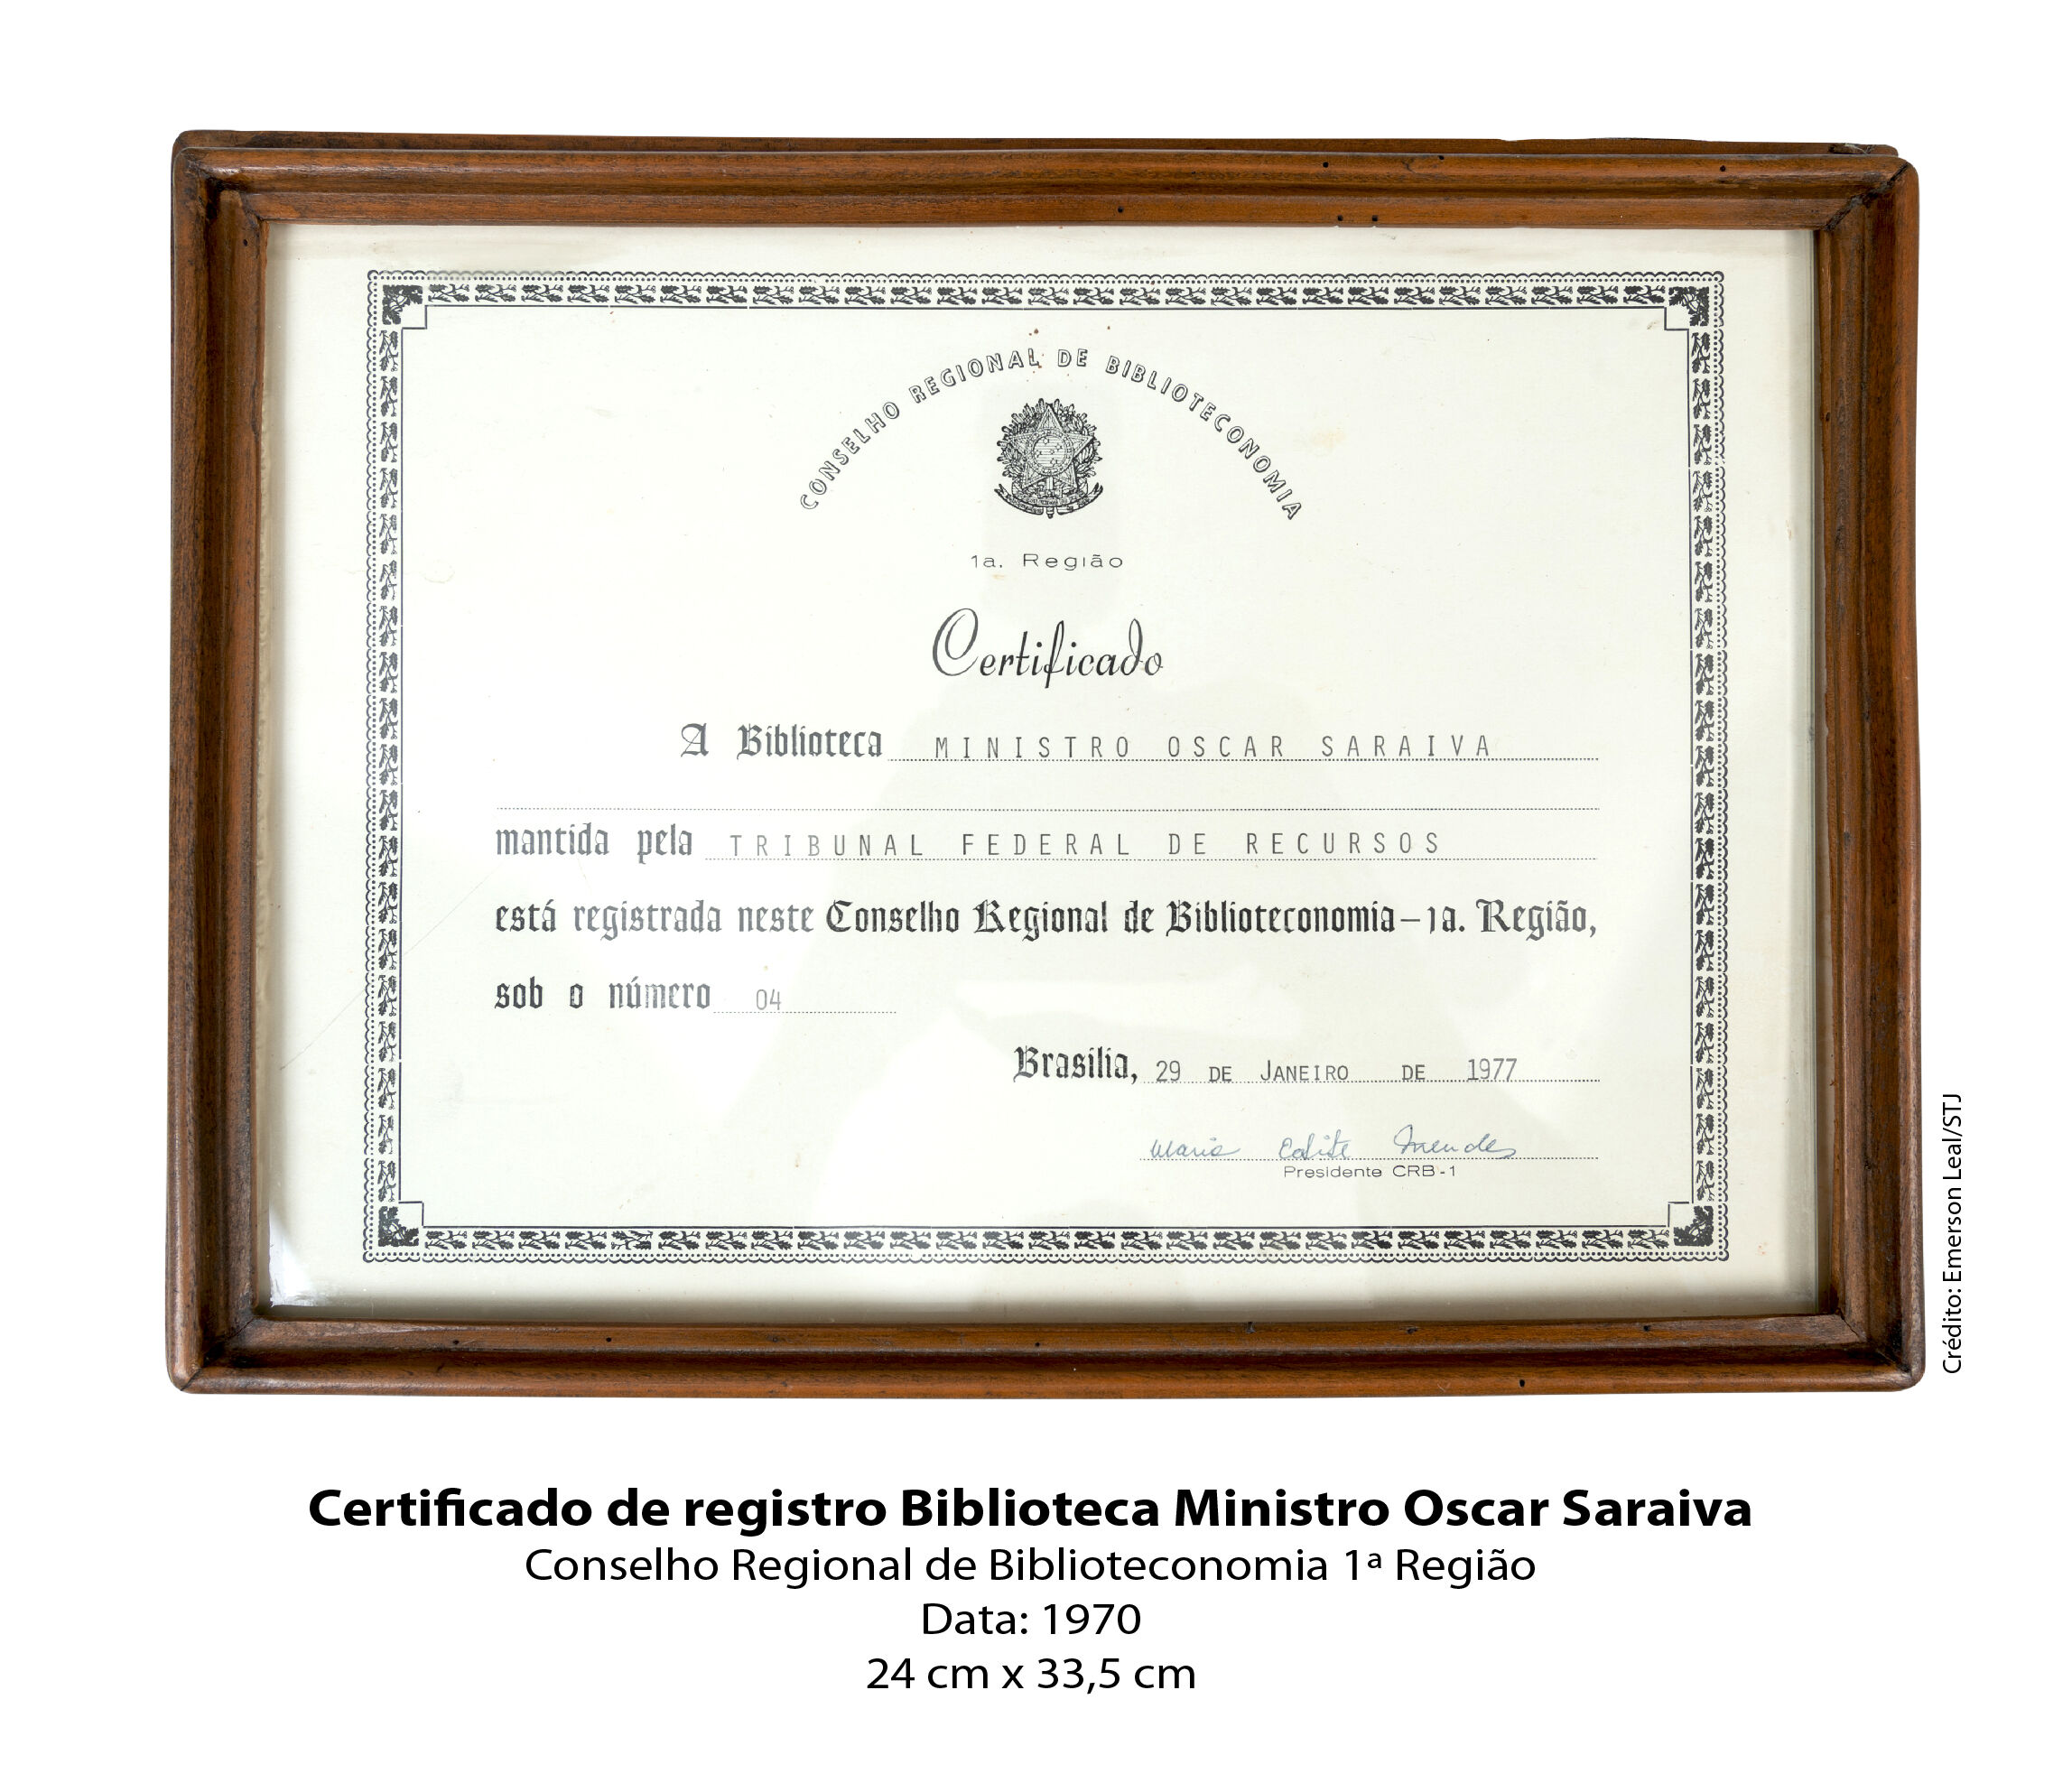 CONSELHO REGIONAL DE BIBLIOTECONOMIA
1a. Região
Certificado
A Biblioteca MINISTRO OSCAR SARAIVA
mantida pela TRIBUNAL FEDERAL DE RECURSOS
está registrada neste Conselho Regional de Biblioteconomia-1a. Região,
sob o número 04
Brasília, 29 DE JANEIRO DE 1977
Maria Edite Mendes
Presidente CRB-1
Crédito: Emerson Leal/STJ
Certificado de registro Biblioteca Ministro Oscar Saraiva
Conselho Regional de Biblioteconomia 1ª Região
Data: 1970
24 cm x 33,5 cm